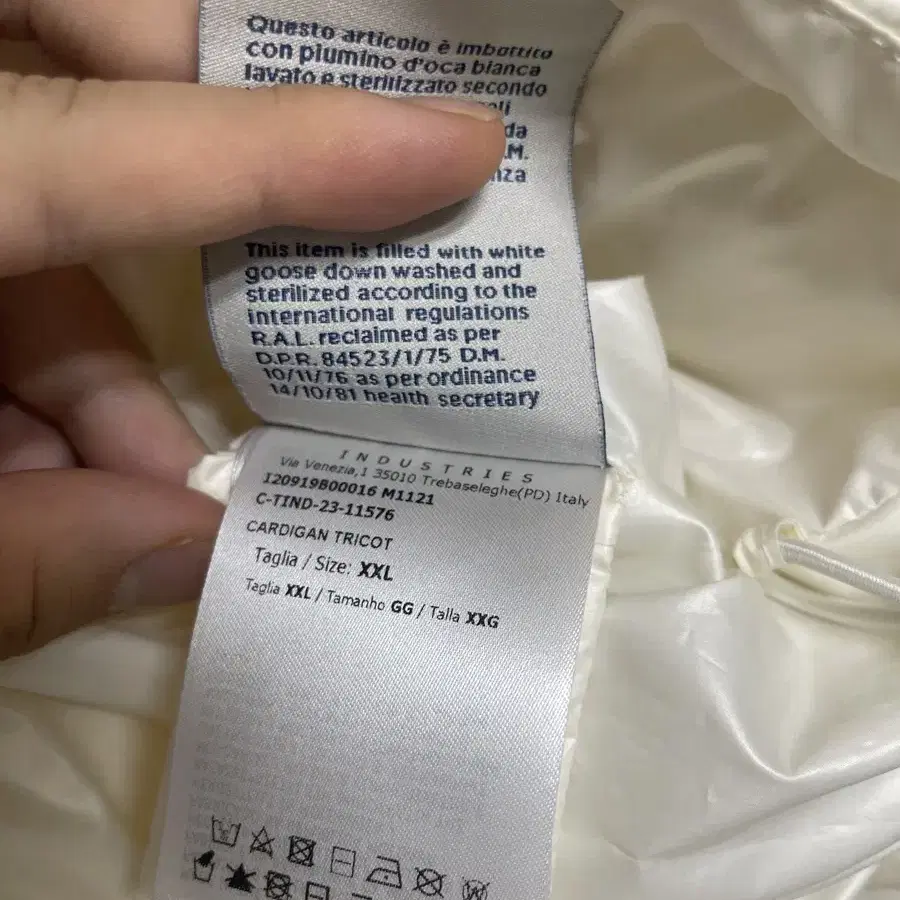 Questo articolo è imbottito
con piumino d'oca bianca
lavato e sterilizzato secondo
This item is filled with white
goose down washed and
sterilized according to the
international regulations
R.A.L. reclaimed as per
D.P.R. 84523/1/75 D.M.
10/11/76 as per ordinance
14/10/81 health secretary
INDUSTRIES
Via Venezia,1 35010 Trebaseleghe(PD) Italy
I20919B00016 M1121
C-TIND-23-11576
CARDIGAN TRICOT
Taglia / Size: XXL
Taglia XXL / Tamanho GG / Talla XXG